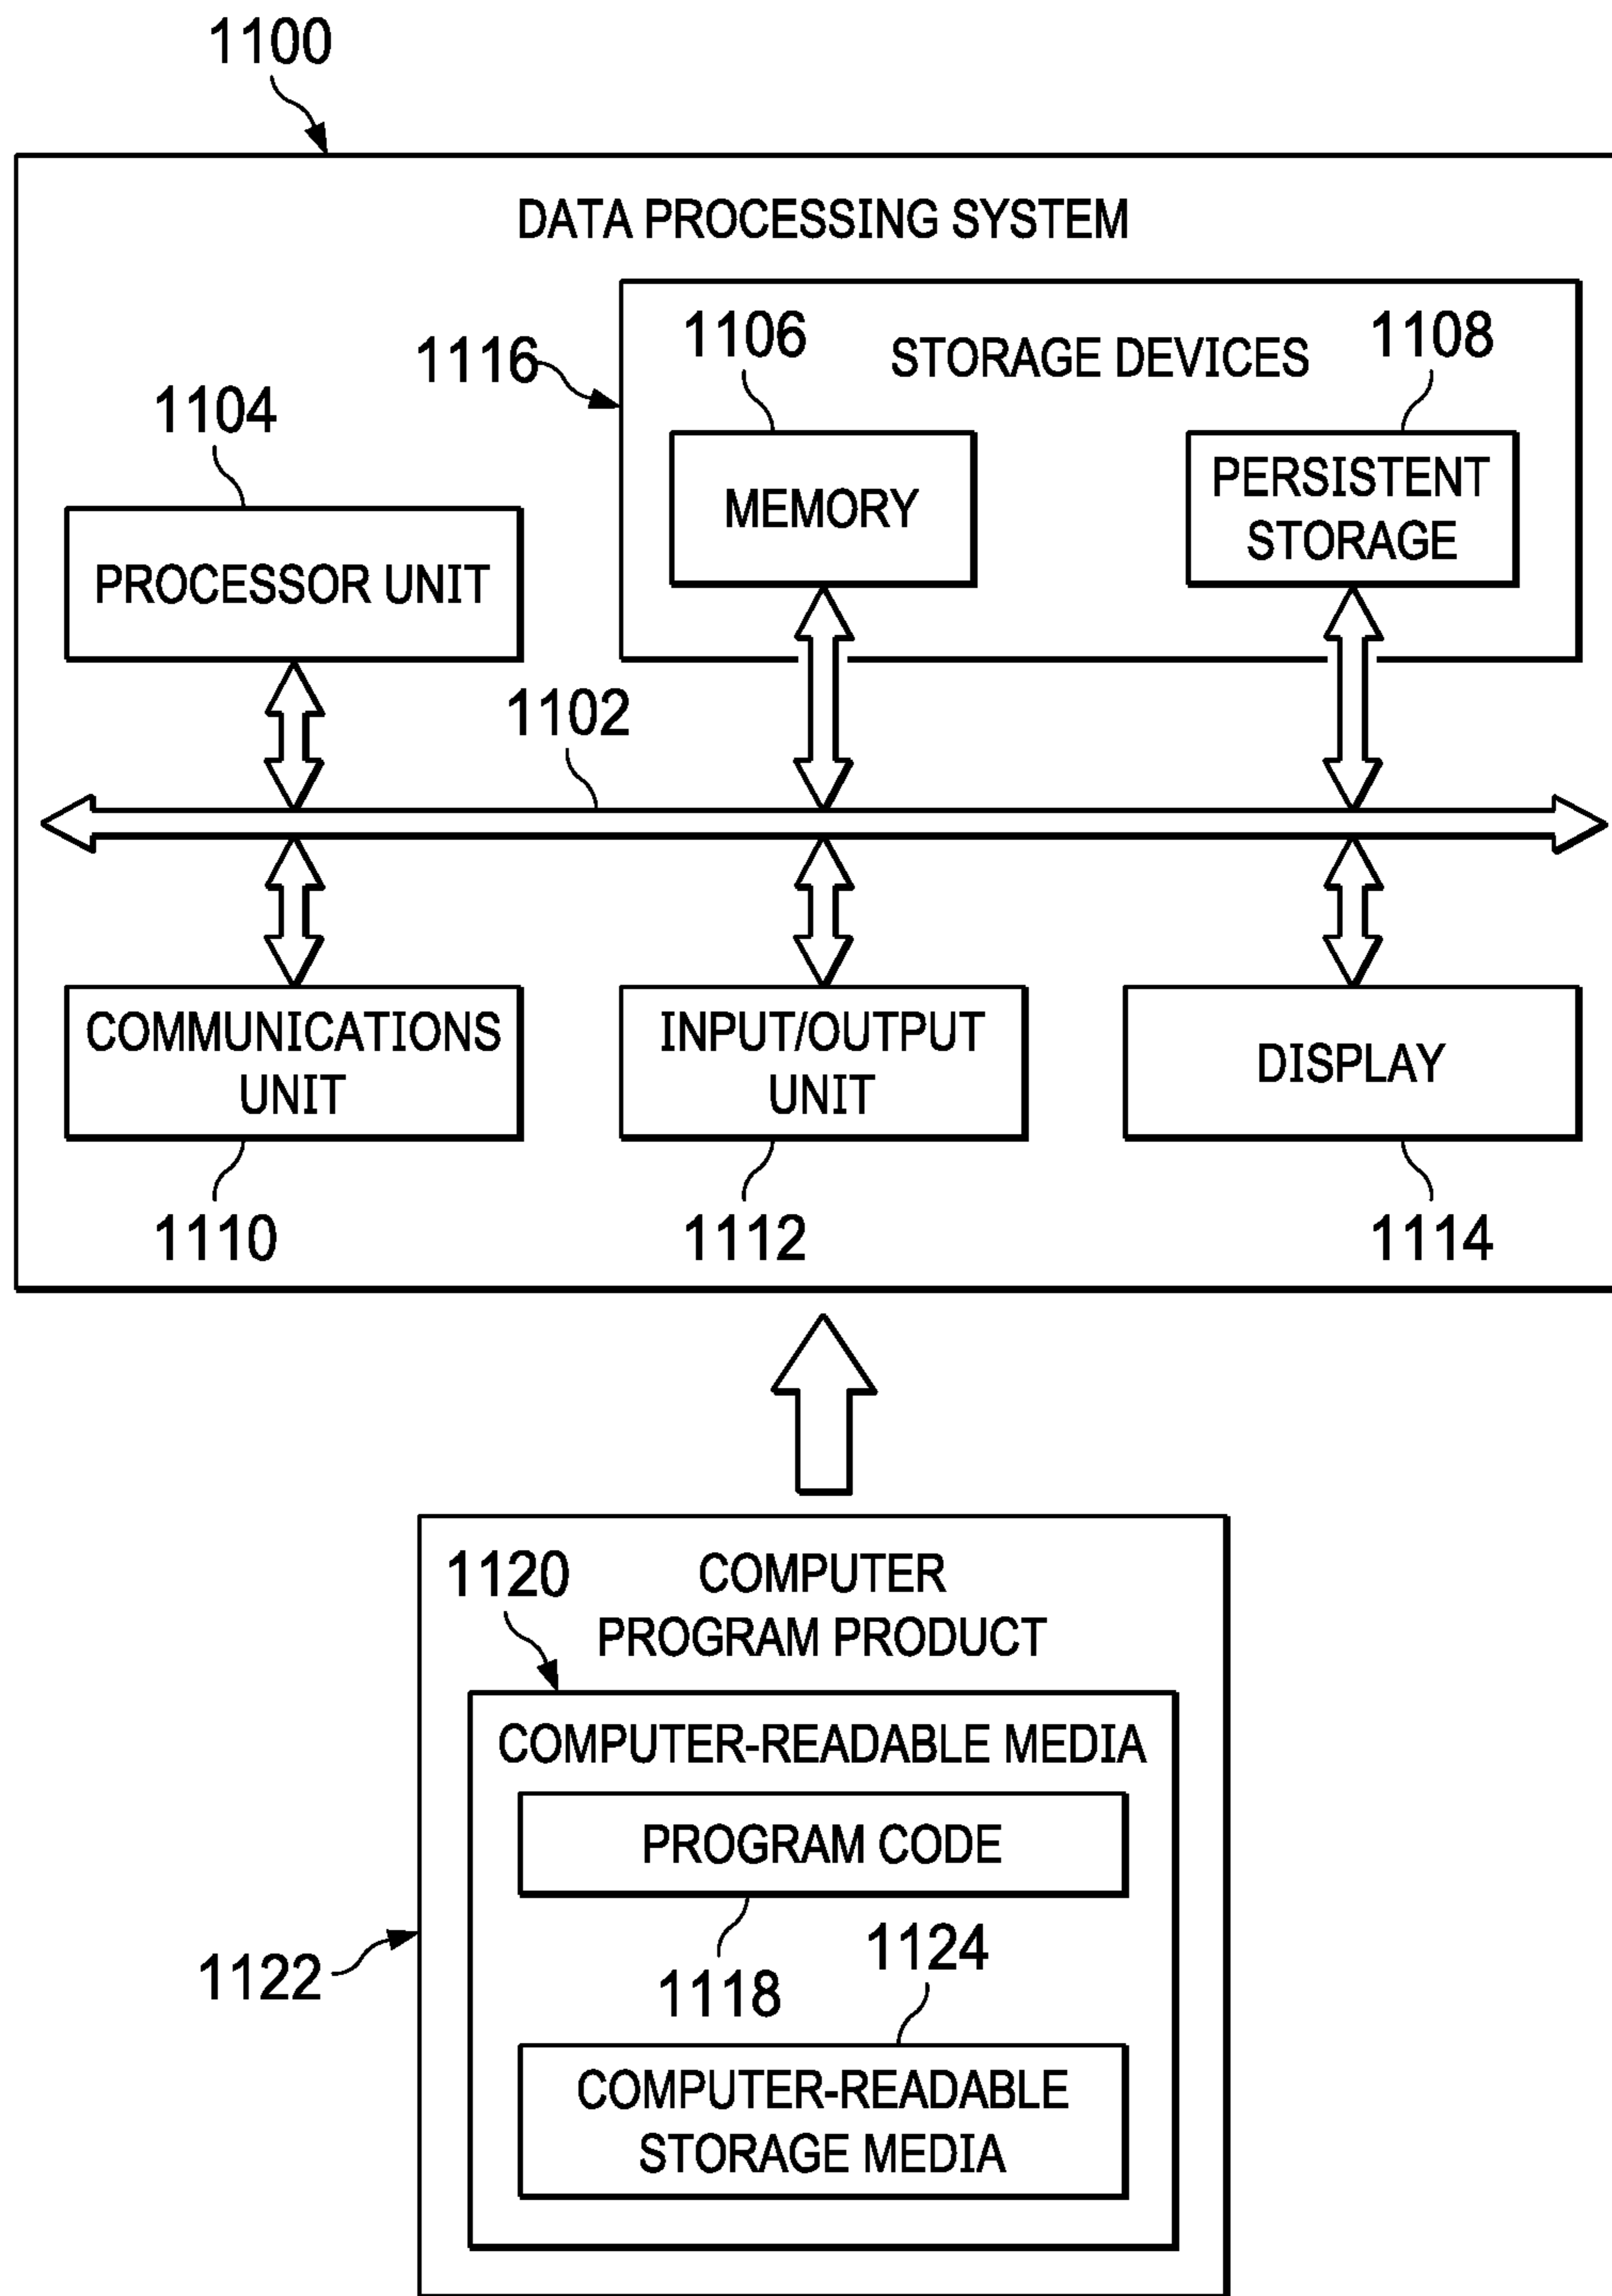 1100
DATA PROCESSING SYSTEM
1116
1106
STORAGE DEVICES
1108
1104
MEMORY
PERSISTENT
STORAGE
PROCESSOR UNIT
1102
COMMUNICATIONS
UNIT
INPUT/OUTPUT
UNIT
DISPLAY
1110
1112
1114
1120
COMPUTER
PROGRAM PRODUCT
COMPUTER-READABLE MEDIA
PROGRAM CODE
1122
1118
1124
COMPUTER-READABLE
STORAGE MEDIA